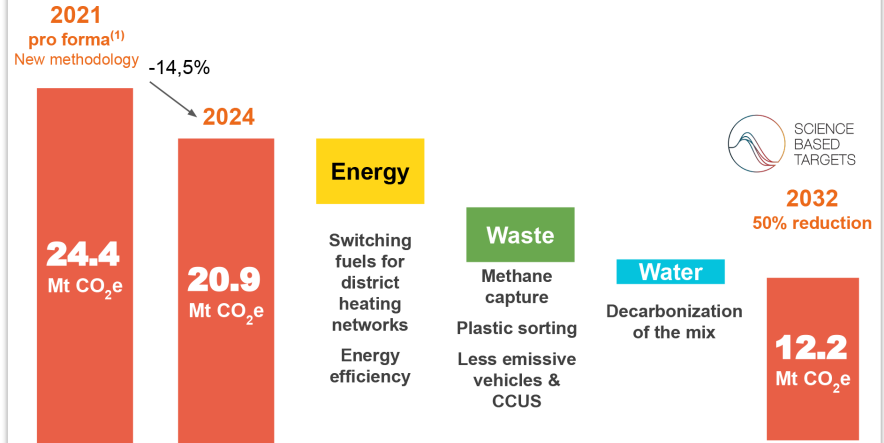 2021
pro forma(1)
New methodology
-14,5%
2024
24.4
Mt CO2e
20.9
Mt CO2e
Energy
Switching
fuels for
district
heating
networks
Energy
efficiency
Waste
Methane
capture
Plastic sorting
Less emissive
vehicles &
CCUS
Water
Decarbonization
of the mix
SCIENCE
BASED
TARGETS
2032
50% reduction
12.2
Mt CO2e